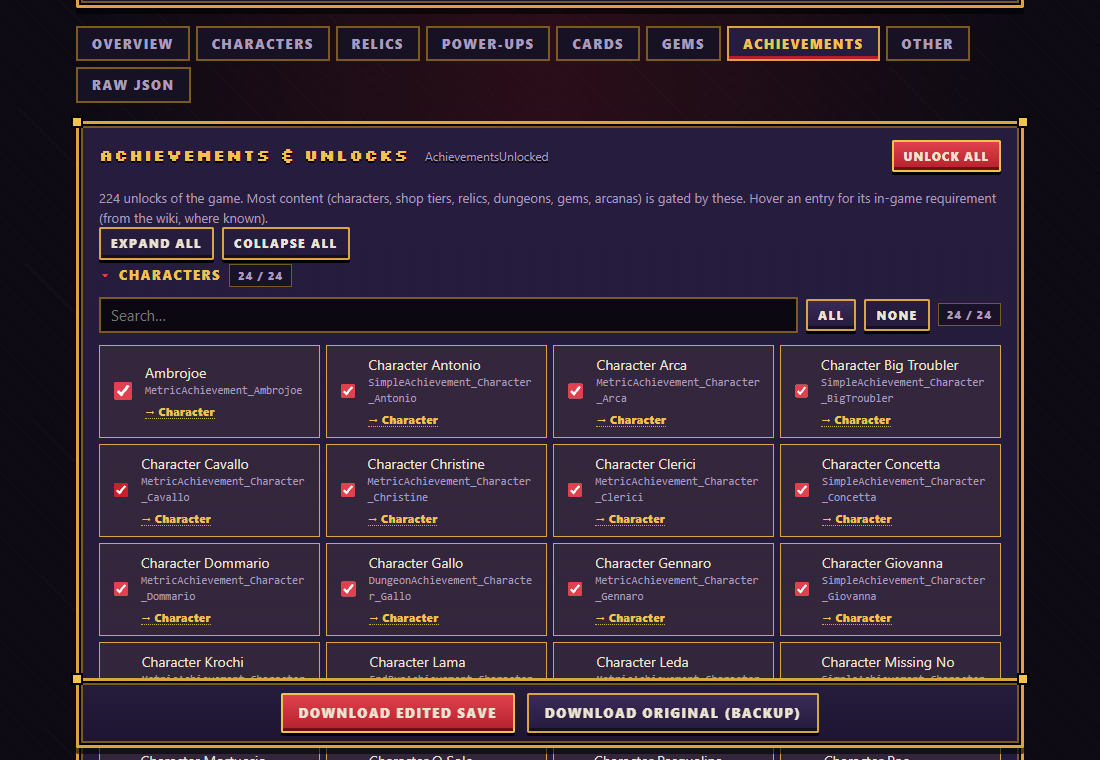 OVERVIEW CHARACTERS RELICS POWER-UPS CARDS GEMS ACHIEVEMENTS OTHER
RAW JSON
ACHIEVEMENTS & UNLOCKS AchievementsUnlocked UNLOCK ALL
224 unlocks of the game. Most content (characters, shop tiers, relics, dungeons, gems, arcanas) is gated by these. Hover an entry for its in-game requirement
(from the wiki, where known).
EXPAND ALL COLLAPSE ALL
CHARACTERS 24 / 24
Search... ALL NONE 24 / 24
Ambrojoe
MetricAchievement_Ambrojoe
→ Character
Character Antonio
SimpleAchievement_Character
_Antonio
→ Character
Character Arca
MetricAchievement_Character
_Arca
→ Character
Character Big Troubler
SimpleAchievement_Character
_BigTroubler
→ Character
Character Cavallo
MetricAchievement_Character
_Cavallo
→ Character
Character Christine
MetricAchievement_Character
_Christine
→ Character
Character Clerici
MetricAchievement_Character
_Clerici
→ Character
Character Concetta
SimpleAchievement_Character
_Concetta
→ Character
Character Dommario
MetricAchievement_Character
_Dommario
→ Character
Character Gallo
DungeonAchievement_Characte
r_Gallo
→ Character
Character Gennaro
MetricAchievement_Character
_Gennaro
→ Character
Character Giovanna
SimpleAchievement_Character
_Giovanna
→ Character
Character Krochi
Character Lama
Character Leda
Character Missing No
DOWNLOAD EDITED SAVE DOWNLOAD ORIGINAL (BACKUP)